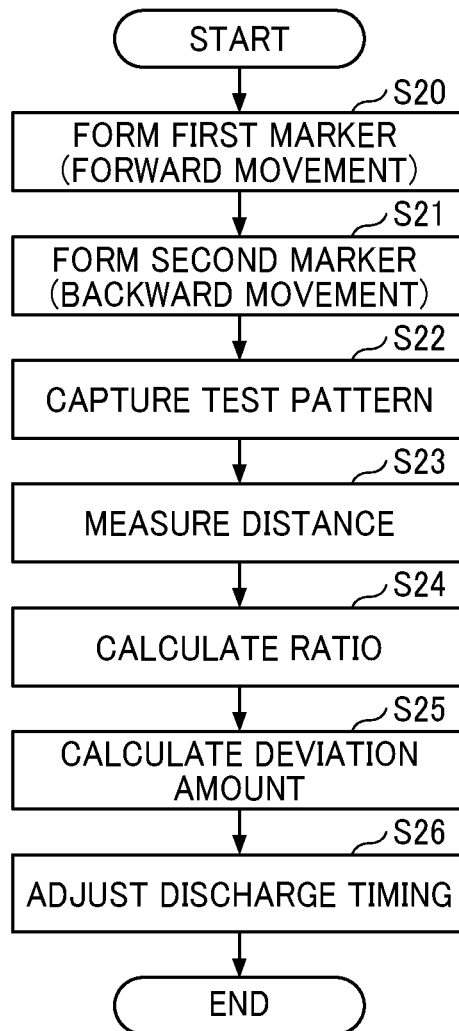 START
S20
FORM FIRST MARKER
(FORWARD MOVEMENT)
S21
FORM SECOND MARKER
(BACKWARD MOVEMENT)
S22
CAPTURE TEST PATTERN
S23
MEASURE DISTANCE
S24
CALCULATE RATIO
S25
CALCULATE DEVIATION
AMOUNT
S26
ADJUST DISCHARGE TIMING
END